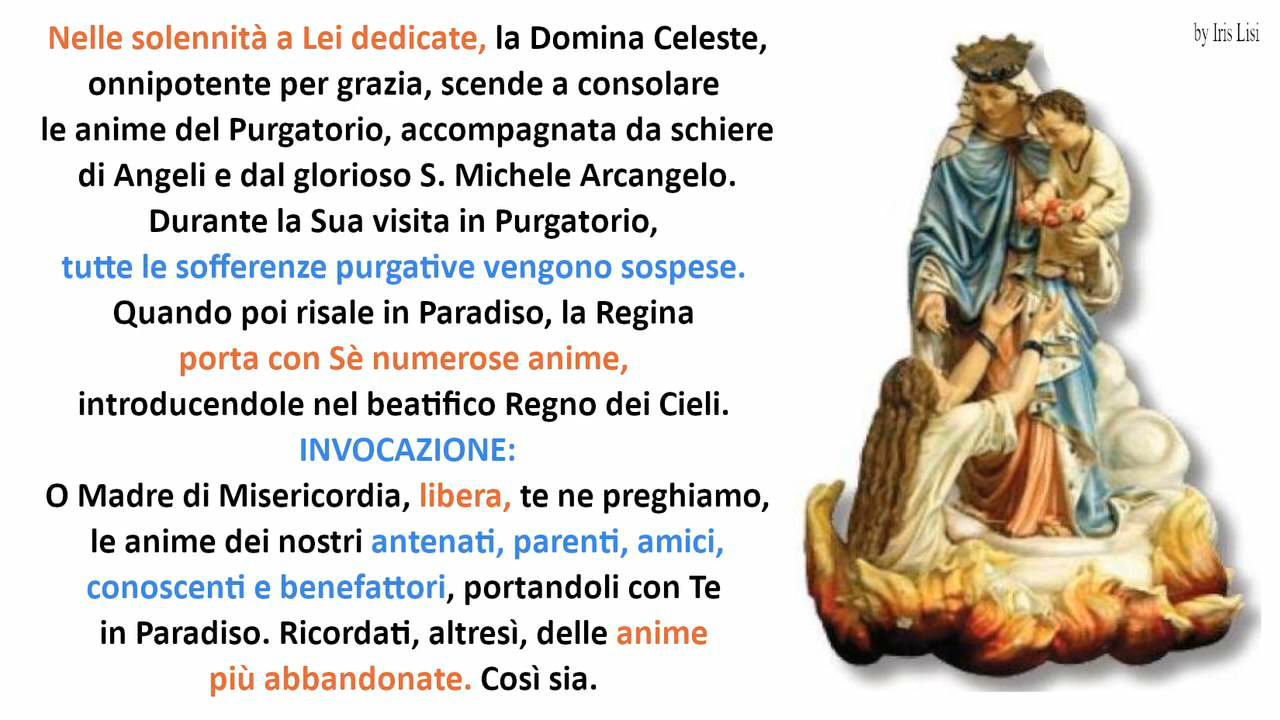 Nelle solennità a Lei dedicate, la Domina Celeste,
onnipotente per grazia, scende a consolare
le anime del Purgatorio, accompagnata da schiere
di Angeli e dal glorioso S. Michele Arcangelo.
Durante la Sua visita in Purgatorio,
tutte le sofferenze purgative vengono sospese.
Quando poi risale in Paradiso, la Regina
porta con Sè numerose anime,
introducendole nel beatifico Regno dei Cieli.
INVOCAZIONE:
O Madre di Misericordia, libera, te ne preghiamo,
le anime dei nostri antenati, parenti, amici,
conoscenti e benefattori, portandoli con Te
in Paradiso. Ricordati, altresì, delle anime
più abbandonate. Così sia.
by Iris Lisi